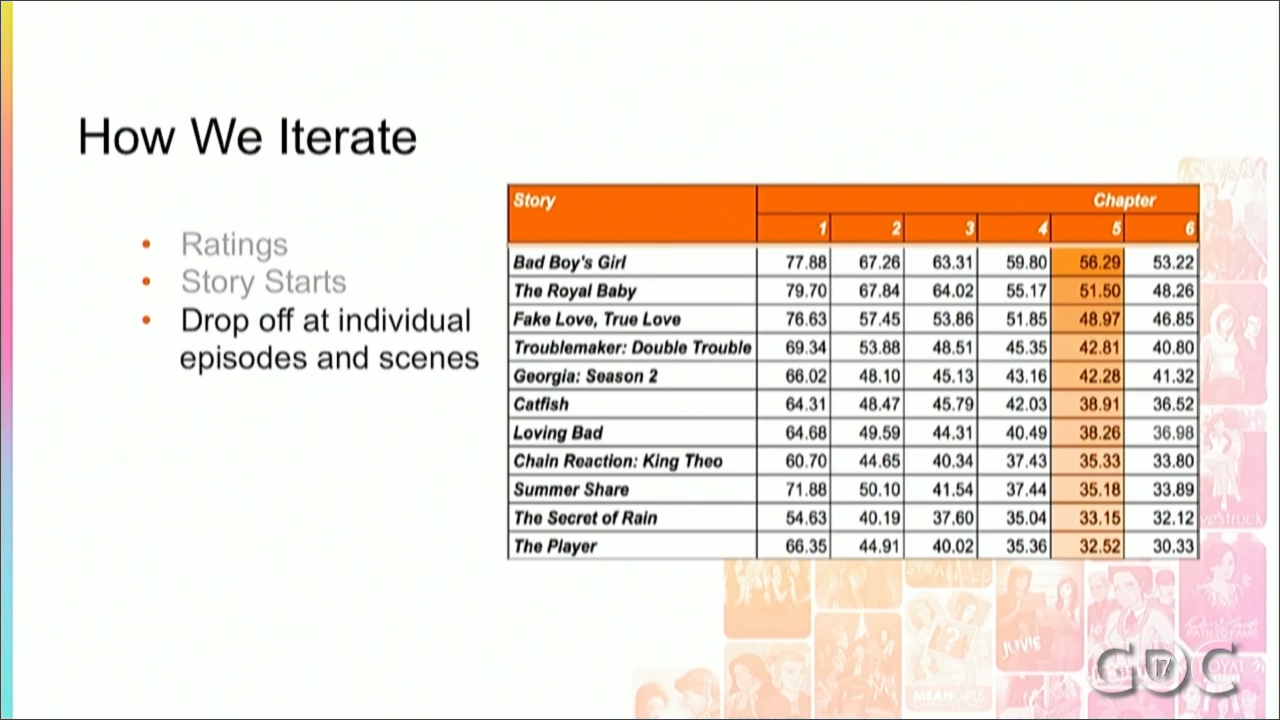 How We Iterate
• Ratings
• Story Starts
• Drop off at individual
episodes and scenes
Story Chapter
1 2 3 4 5 6
Bad Boy's Girl 77.88 67.26 63.31 59.80 56.29 53.22
The Royal Baby 79.70 67.84 64.02 55.17 51.50 48.26
Fake Love, True Love 76.63 57.45 53.86 51.85 48.97 46.85
Troublemaker: Double Trouble 69.34 53.88 48.51 45.35 42.81 40.80
Georgia: Season 2 66.02 48.10 45.13 43.16 42.28 41.32
Catfish 64.31 48.47 45.79 42.03 38.91 36.52
Loving Bad 64.68 49.59 44.31 40.49 38.26 36.98
Chain Reaction: King Theo 60.70 44.65 40.34 37.43 35.33 33.80
Summer Share 71.88 50.10 41.54 37.44 35.18 33.89
The Secret of Rain 54.63 40.19 37.60 35.04 33.15 32.12
The Player 66.35 44.91 40.02 35.36 32.52 30.33
?
JUVIE
MEAN GIRLS
PATH TO FAME
ROYAL
GDC
17